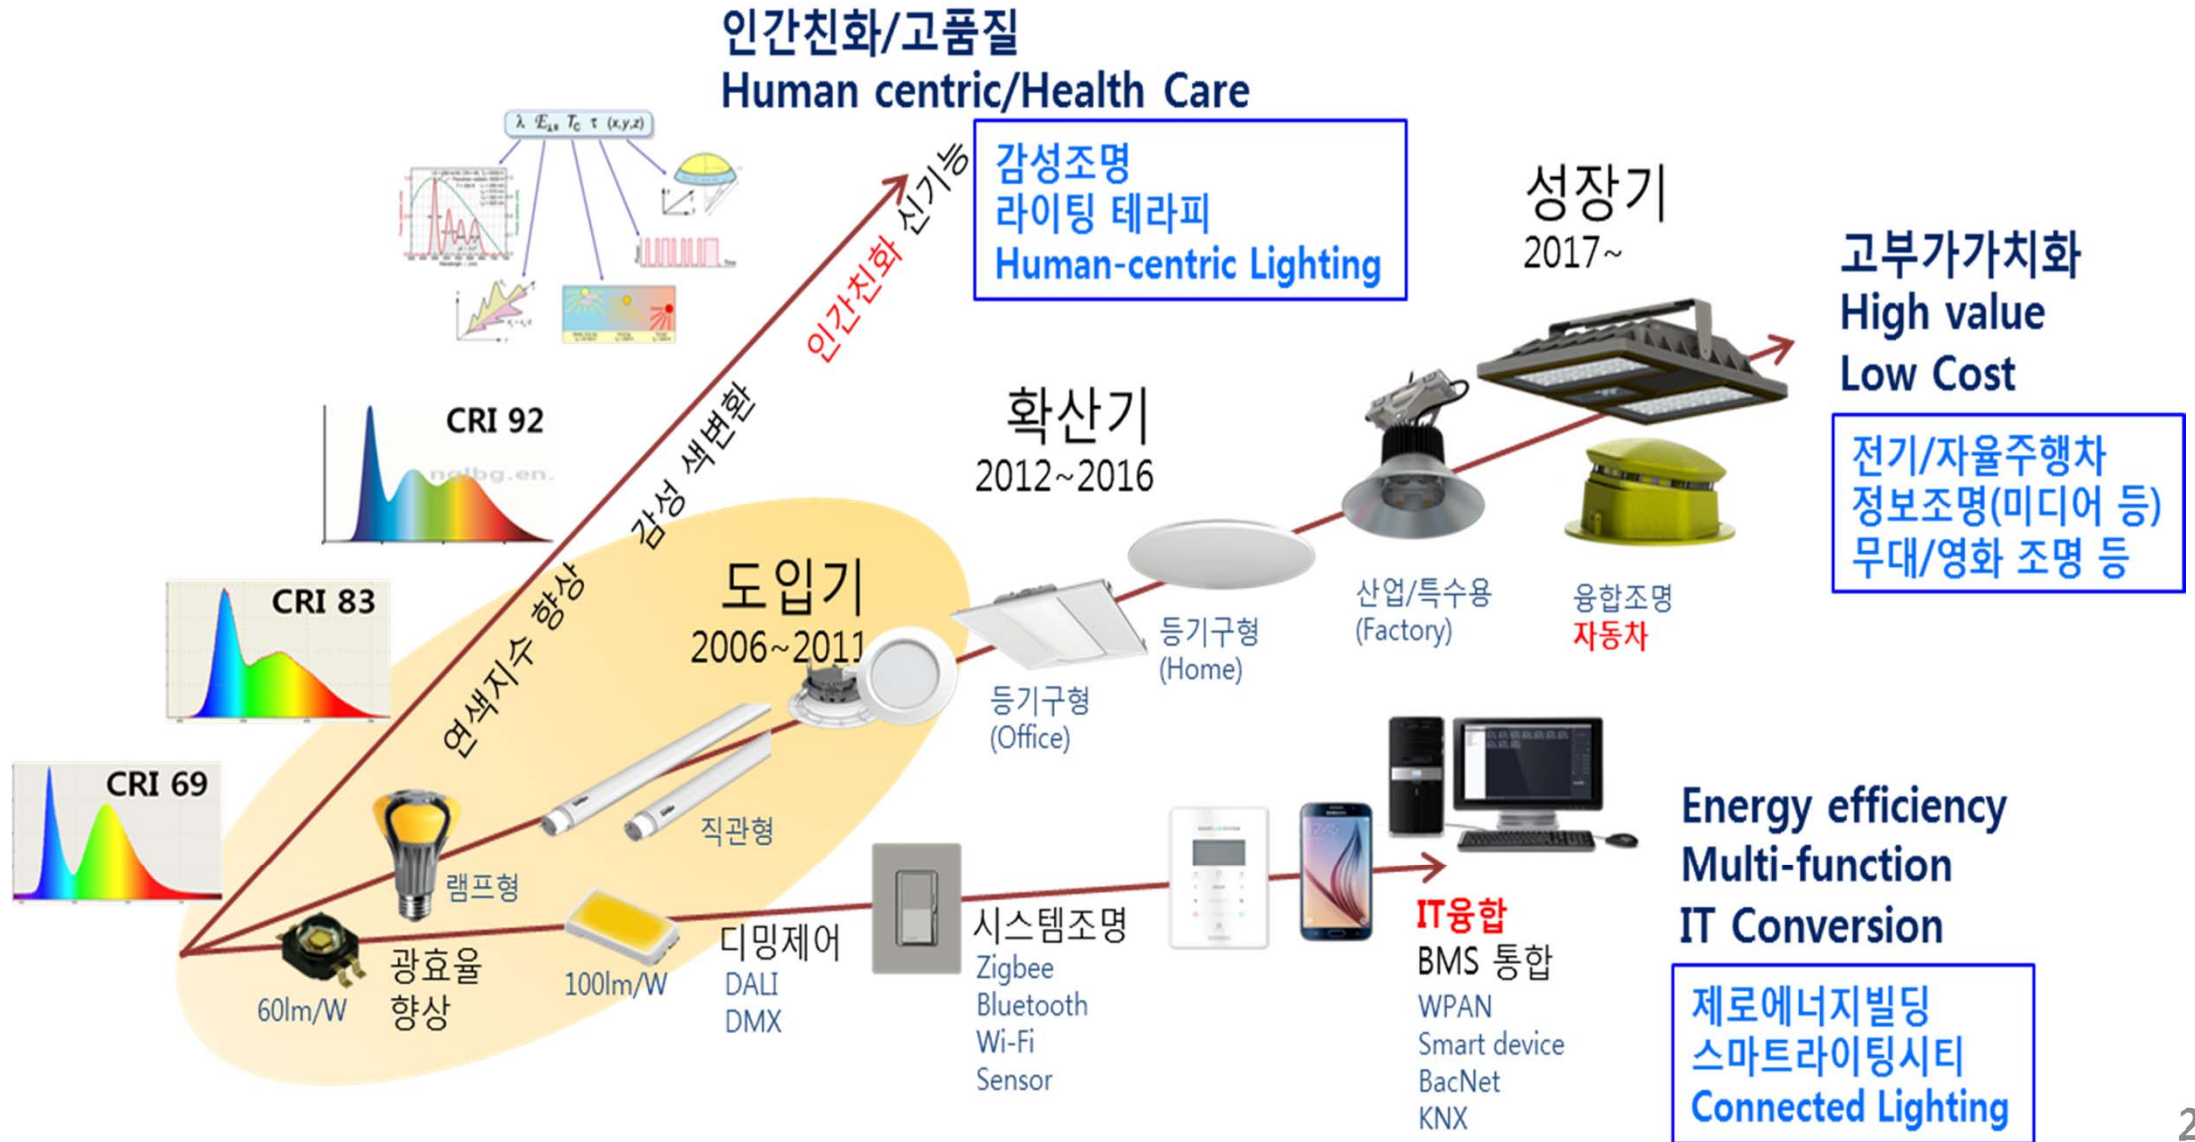 인간친화/고품질
Human centric/Health Care
감성조명
라이팅 테라피
Human-centric Lighting
성장기
2017~
고부가가치화
High value
Low Cost
전기/자율주행차
정보조명(미디어 등)
무대/영화 조명 등
λ E T τ (x,y,z)
인간친화 신기능
감성 색변환
연색지수 향상
CRI 92
nglbg.en.
CRI 83
CRI 69
확산기
2012~2016
도입기
2006~2011
산업/특수용
(Factory)
융합조명
자동차
등기구형
(Home)
등기구형
(Office)
직관형
램프형
60lm/W
광효율
향상
100lm/W
디밍제어
DALI
DMX
시스템조명
Zigbee
Bluetooth
Wi-Fi
Sensor
IT융합
BMS 통합
WPAN
Smart device
BacNet
KNX
Energy efficiency
Multi-function
IT Conversion
제로에너지빌딩
스마트라이팅시티
Connected Lighting
2